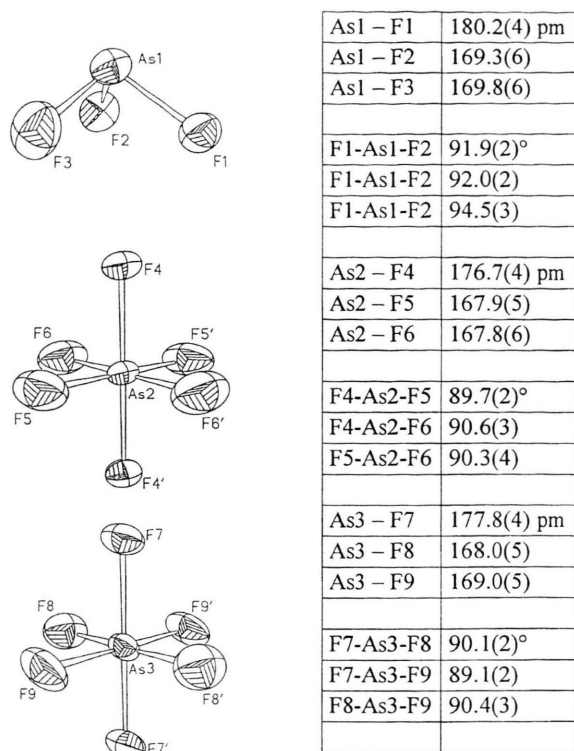 As1
F2
F3
F1
F4
F6
F5'
As2
F5
F6'
F4'
F7
F8
F9'
As3
F9
F8'
F7'
As1 – F1 180.2(4) pm
As1 – F2 169.3(6)
As1 – F3 169.8(6)
F1-As1-F2 91.9(2)°
F1-As1-F2 92.0(2)
F1-As1-F2 94.5(3)
As2 – F4 176.7(4) pm
As2 – F5 167.9(5)
As2 – F6 167.8(6)
F4-As2-F5 89.7(2)°
F4-As2-F6 90.6(3)
F5-As2-F6 90.3(4)
As3 – F7 177.8(4) pm
As3 – F8 168.0(5)
As3 – F9 169.0(5)
F7-As3-F8 90.1(2)°
F7-As3-F9 89.1(2)
F8-As3-F9 90.4(3)